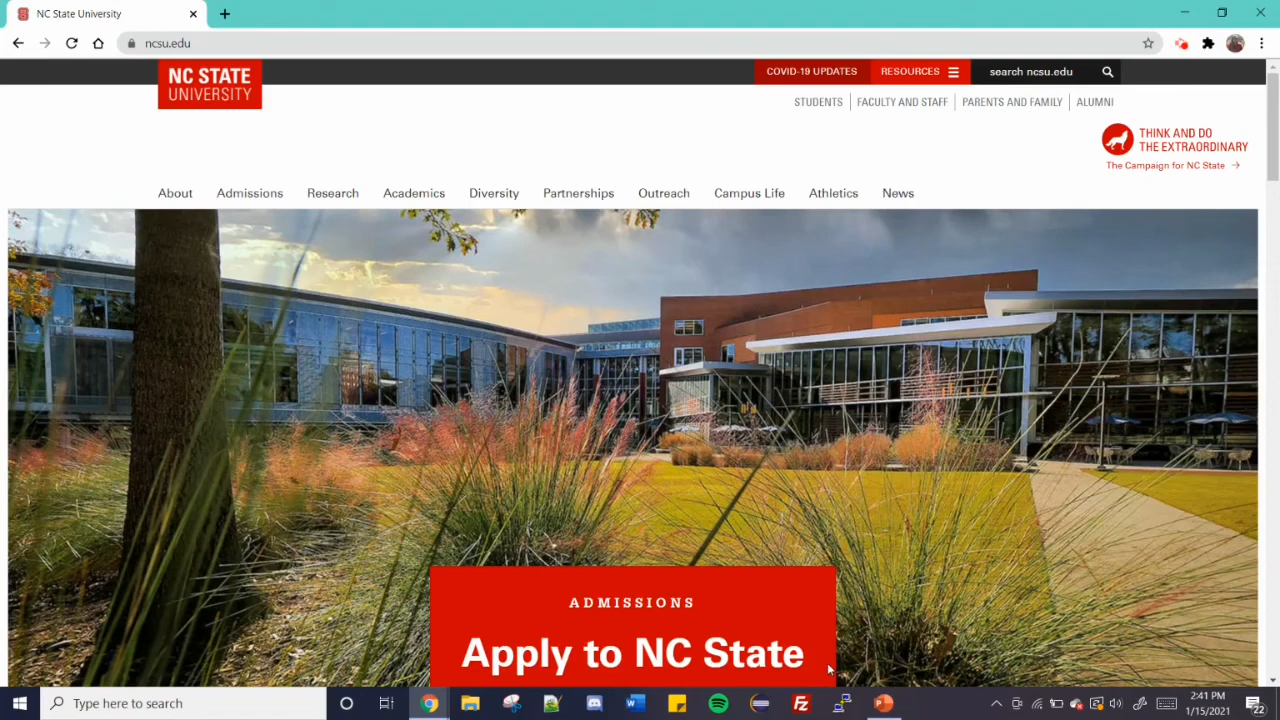 NC State University
ncsu.edu
NC STATE
UNIVERSITY
COVID-19 UPDATES
RESOURCES
search ncsu.edu
STUDENTS
FACULTY AND STAFF
PARENTS AND FAMILY
ALUMNI
THINK AND DO
THE EXTRAORDINARY
The Campaign for NC State
About
Admissions
Research
Academics
Diversity
Partnerships
Outreach
Campus Life
Athletics
News
ADMISSIONS
Apply to NC State
Type here to search
2:41 PM
1/15/2021
22